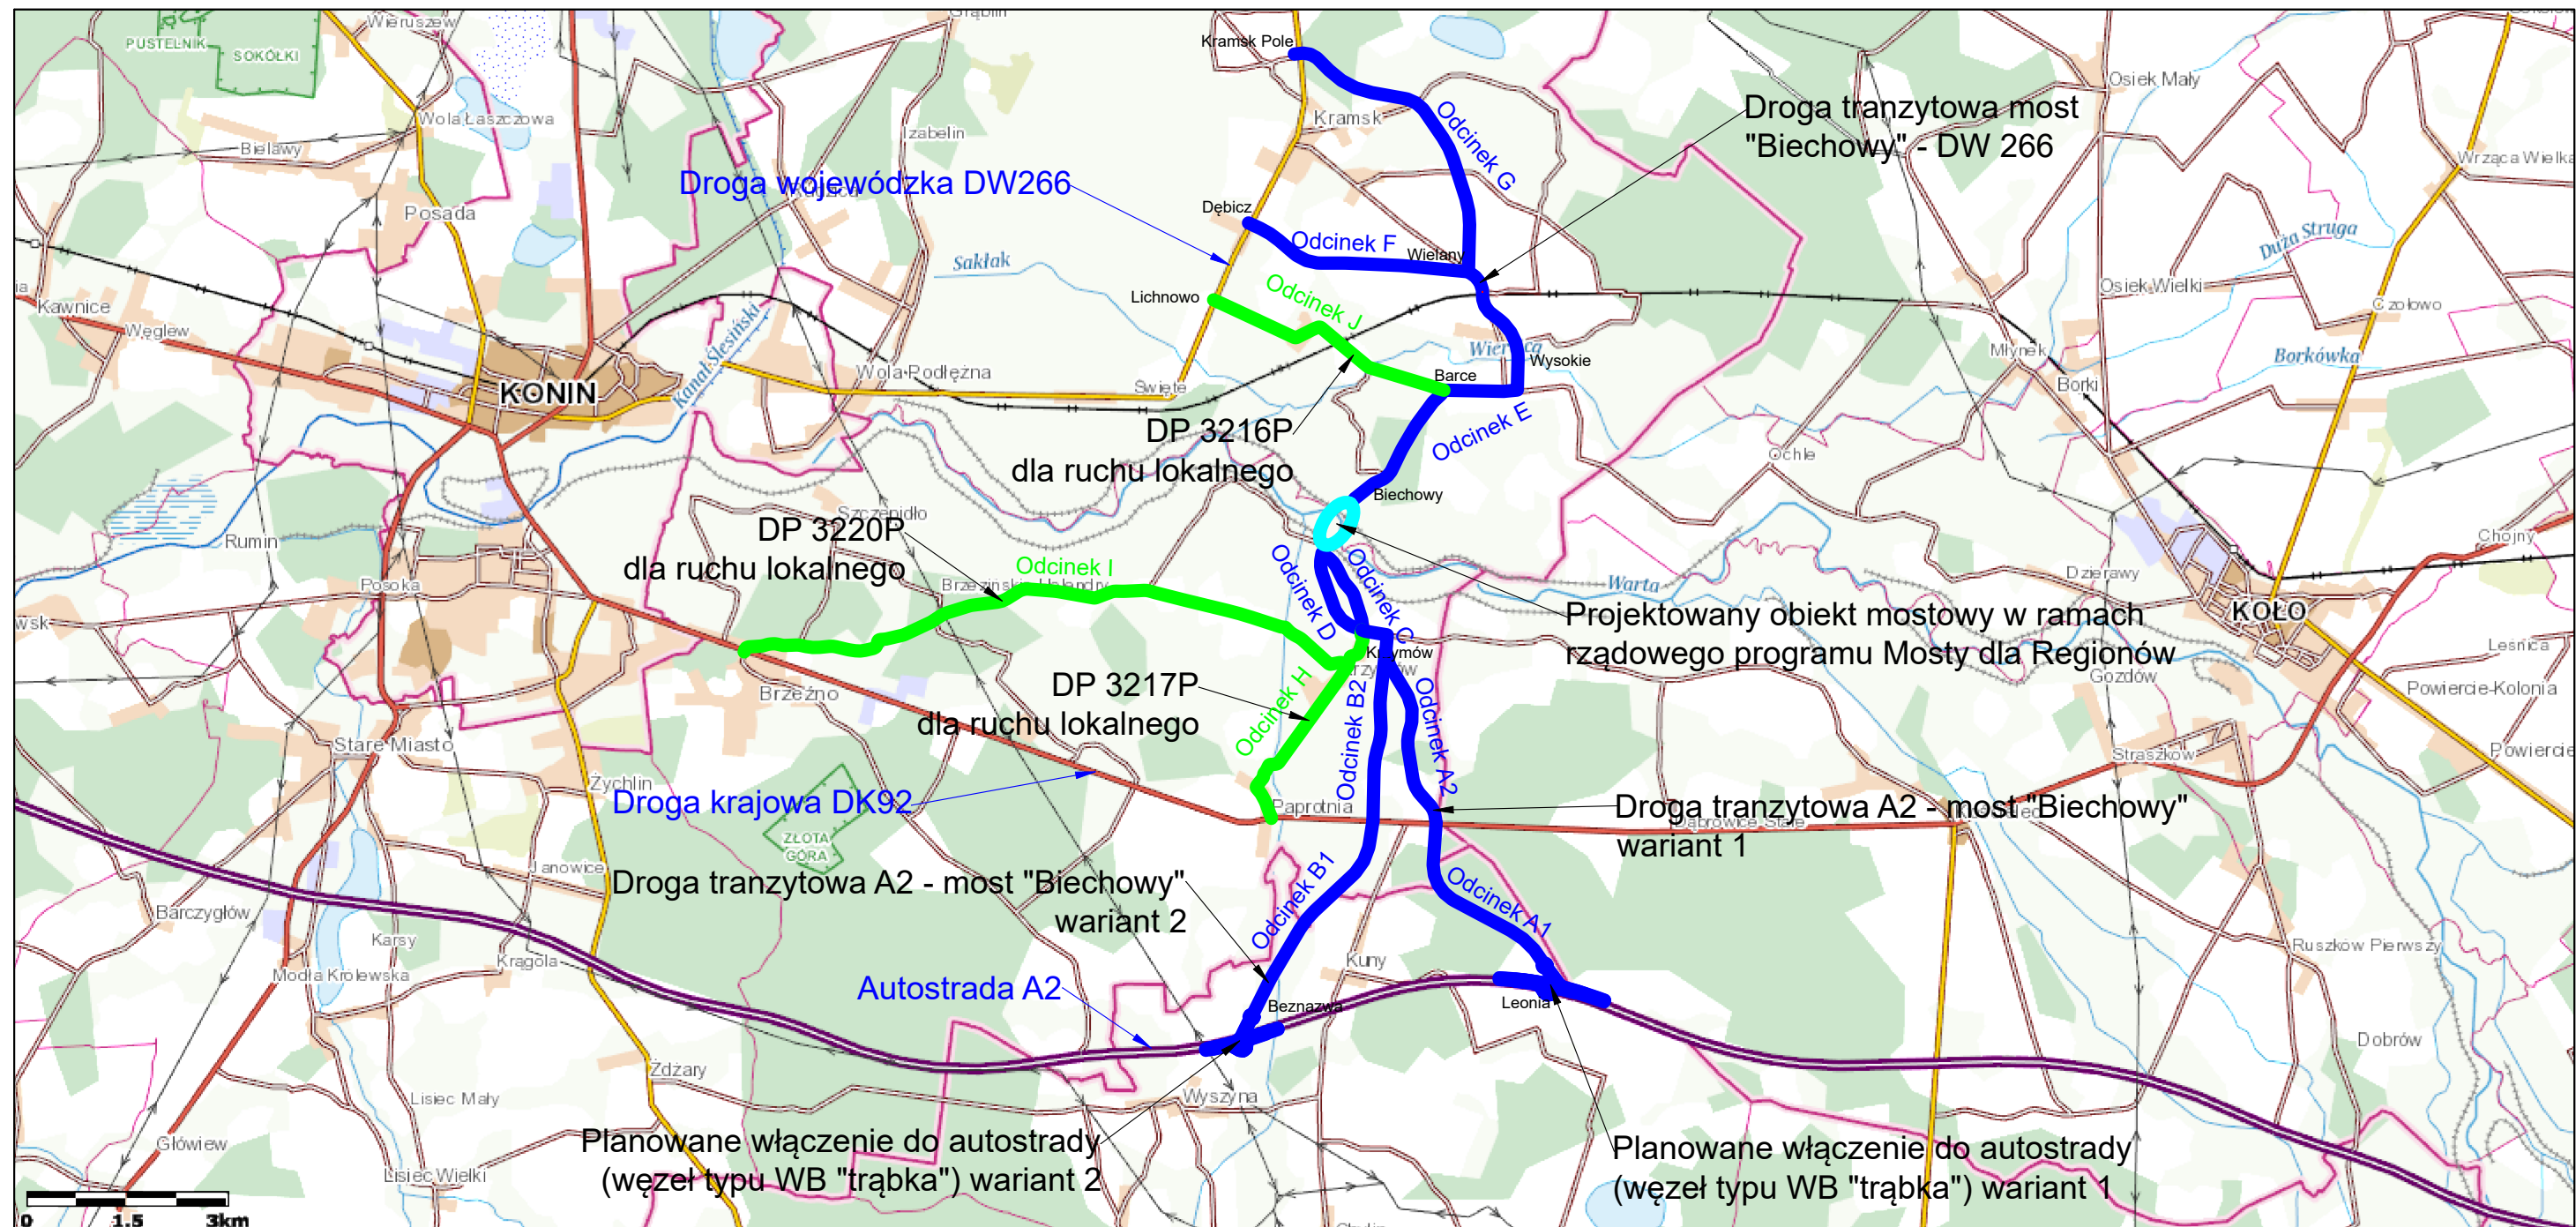 Wieruszew
Grąblin
PUSTELNIK
SOKÓŁKI
Kramsk Pole
Osiek Mały
Wola Łaszczowa
Bielawy
Izabelin
Kramsk
Odcinek G
Droga tranzytowa most
"Biechowy" - DW 266
Wrząca Wielka
Droga wojewódzka DW266
Posada
Dębicz
Odcinek F
Wielany
Duża Struga
Sakłak
Kawnice
Węglew
Kanał Ślesiński
Lichnowo
Odcinek J
Osiek Wielki
Czołowo
KONIN
Wola Podłężna
Święte
Wysokie
Barce
Młynek
Borki
Borkówka
DP 3216P
dla ruchu lokalnego
Odcinek E
Ochle
Biechowy
Szczepidło
DP 3220P
dla ruchu lokalnego
Rumin
Posoka
Odcinek I
Odcinek D
Odcinek C
Warta
Dzierawy
Chojny
KOŁO
Projektowany obiekt mostowy w ramach
rządowego programu Mosty dla Regionów
Leśnica
Gozdów
Powiercie-Kolonia
Krzymów
Brzeźno
DP 3217P
dla ruchu lokalnego
Odcinek H
Odcinek B2
Odcinek A2
Stare Miasto
Żychlin
Straszków
Powiercie
Droga krajowa DK92
Paprotnia
Droga tranzytowa A2 - most "Biechowy"
wariant 1
Dąbrowice Stare
ZŁOTA
GÓRA
Janowice
Droga tranzytowa A2 - most "Biechowy"
wariant 2
Odcinek B1
Odcinek A1
Barczygłów
Karsy
Krągola
Modła Królewska
Kuny
Ruszków Pierwszy
Autostrada A2
Beznazwa
Leonia
Dobrów
Żdżary
Wyszyna
Lisiec Mały
Główiew
Lisiec Wielki
Planowane włączenie do autostrady
(węzeł typu WB "trąbka") wariant 2
Planowane włączenie do autostrady
(węzeł typu WB "trąbka") wariant 1
0 1.5 3km